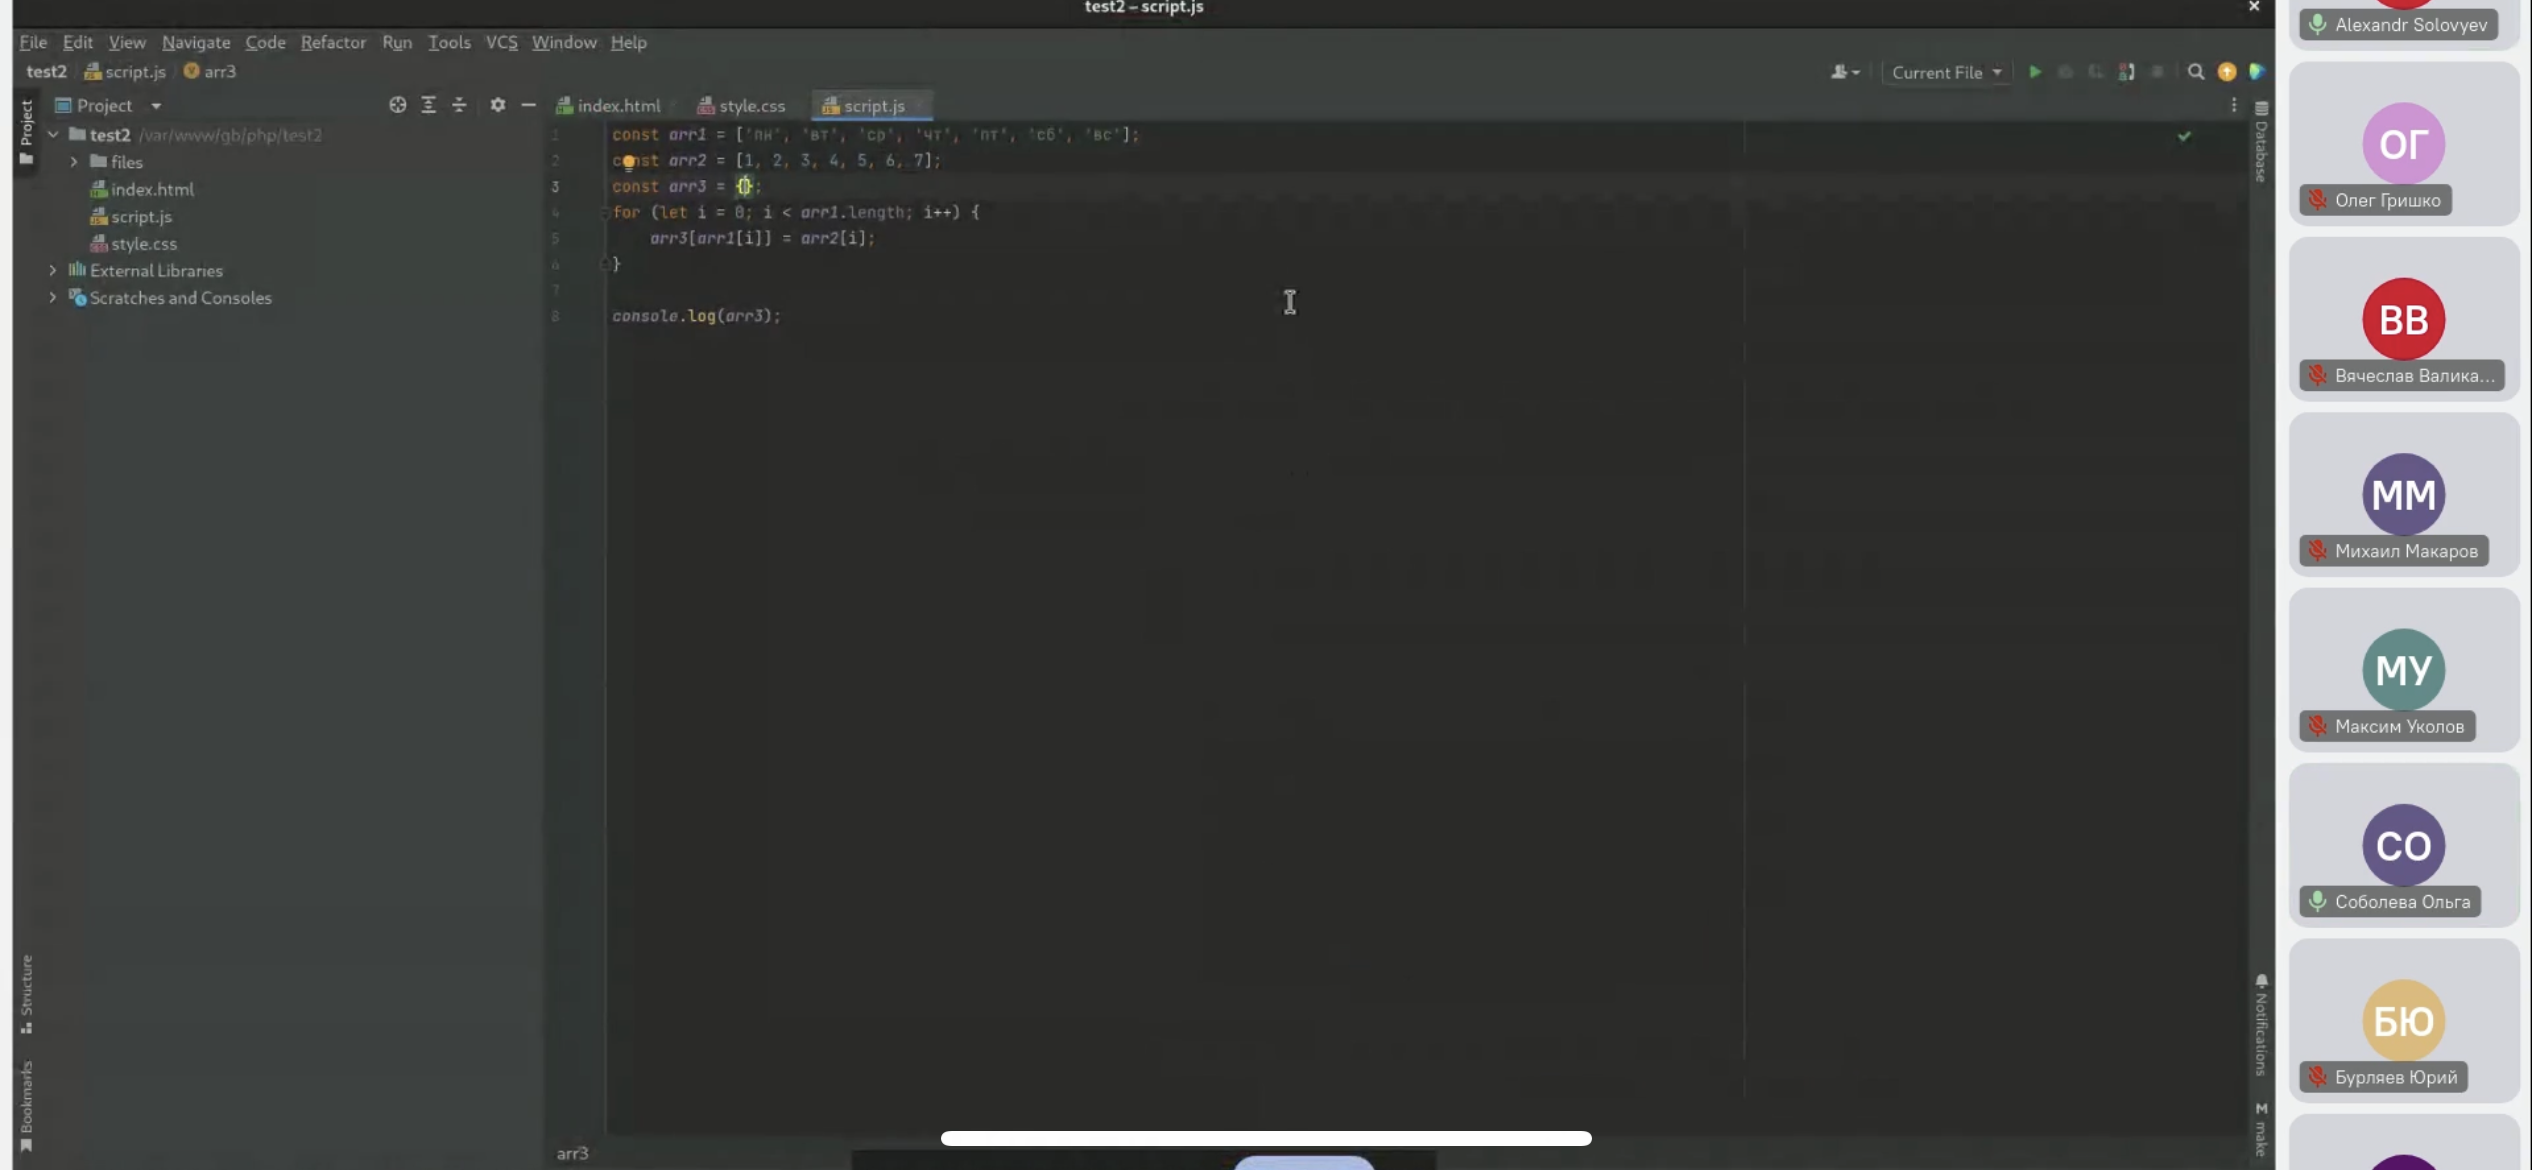 test2 – script.js
File Edit View Navigate Code Refactor Run Tools VCS Window Help
test2 script.js arr3
Current File
Project
Project
index.html style.css script.js
test2 /var/www/gb/php/test2
files
index.html
script.js
style.css
External Libraries
Scratches and Consoles
1 const arr1 = ['пн', 'вт', 'ср', 'чт', 'пт', 'сб', 'вс'];
2 const arr2 = [1, 2, 3, 4, 5, 6, 7];
3 const arr3 = {};
4 for (let i = 0; i < arr1.length; i++) {
5 arr3[arr1[i]] = arr2[i];
6 }
7
8 console.log(arr3);
Structure
Bookmarks
arr3
Database
Notifications
M make
Alexandr Solovyev
ОГ
Олег Гришко
ВВ
Вячеслав Валика...
ММ
Михаил Макаров
МУ
Максим Уколов
СО
Соболева Ольга
БЮ
Бурляев Юрий